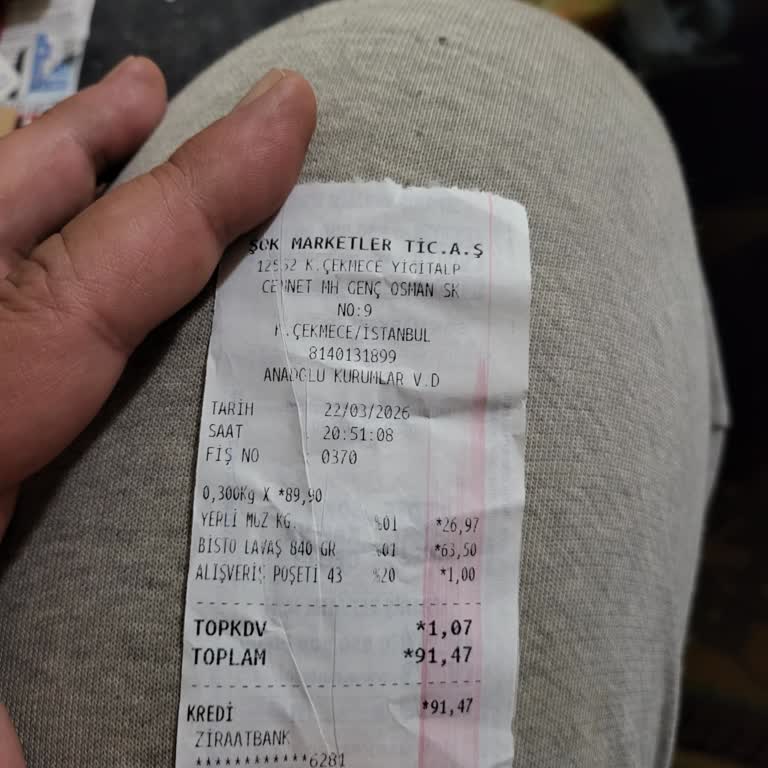 ŞOK MARKETLER TİC.A.Ş
12552 K.ÇEKMECE YİĞİTALP
CENNET MH GENÇ OSMAN SK
NO:9
K.ÇEKMECE/İSTANBUL
8140131899
ANADOLU KURUMLAR V.D
TARİH : 22/03/2026
SAAT : 20:51:08
FİŞ NO : 0370
0,300Kg X *89,90
YERLİ MUZ KG. %01 *26,97
BİSTO LAVAŞ 840 GR %01 *63,50
ALIŞVERİŞ POŞETİ 43 %20 *1,00
TOPKDV *1,07
TOPLAM *91,47
KREDİ *91,47
ZİRAATBANK
************6281